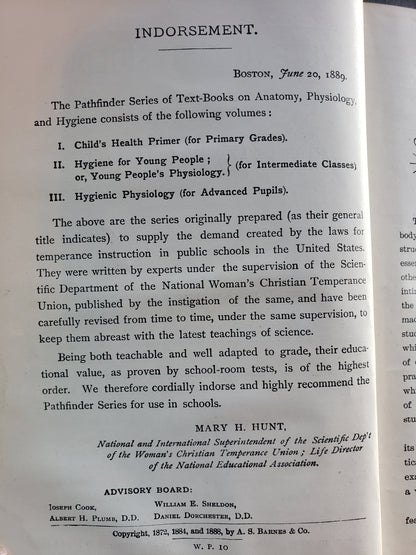 INDORSEMENT.
BOSTON, June 20, 1889.
The Pathfinder Series of Text-Books on Anatomy, Physiology,
and Hygiene consists of the following volumes :
I. Child's Health Primer (for Primary Grades).
II. Hygiene for Young People ;
or, Young People's Physiology. } (for Intermediate Classes)
III. Hygienic Physiology (for Advanced Pupils).
The above are the series originally prepared (as their general
title indicates) to supply the demand created by the laws for
temperance instruction in public schools in the United States.
They were written by experts under the supervision of the Scien-
tific Department of the National Woman's Christian Temperance
Union, published by the instigation of the same, and have been
carefully revised from time to time, under the same supervision, to
keep them abreast with the latest teachings of science.
Being both teachable and well adapted to grade, their educa-
tional value, as proven by school-room tests, is of the highest
order. We therefore cordially indorse and highly recommend the
Pathfinder Series for use in schools.
MARY H. HUNT,
National and International Superintendent of the Scientific Dep't
of the Woman's Christian Temperance Union ; Life Director
of the National Educational Association.
ADVISORY BOARD:
JOSEPH COOK, WILLIAM E. SHELDON,
ALBERT H. PLUMB, D.D. DANIEL DORCHESTER, D.D.
Copyright, 1872, 1884, and 1888, by A. S. BARNES & Co.
W. P. 10